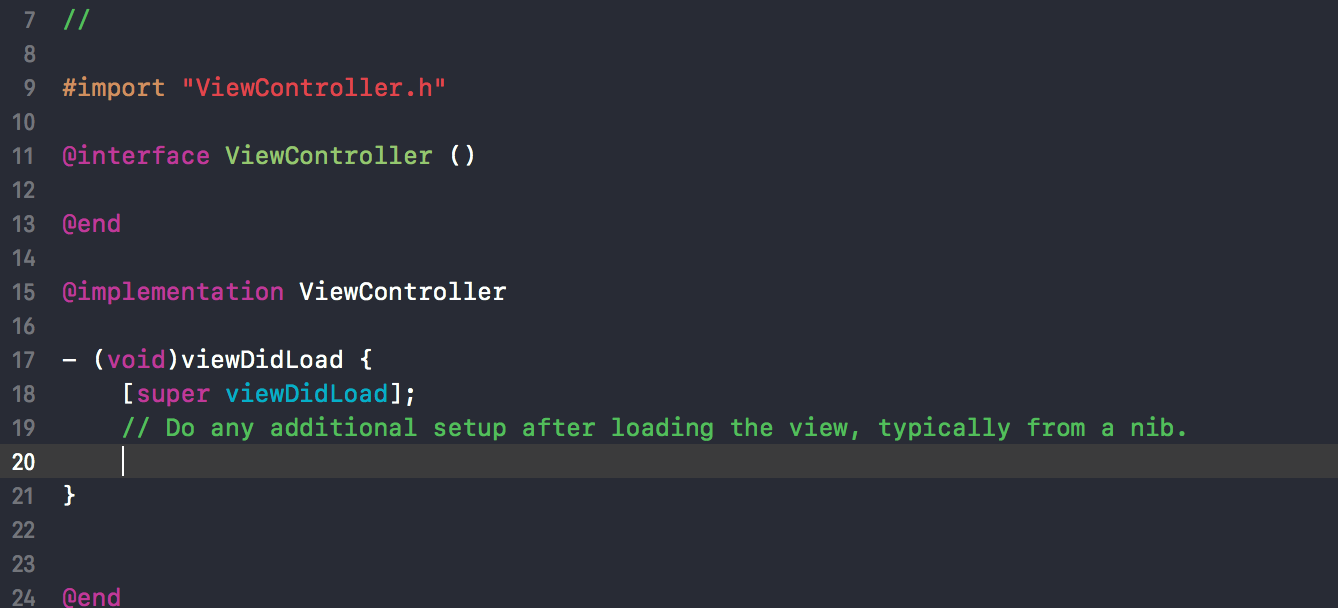 7 //
8
9 #import "ViewController.h"
10
11 @interface ViewController ()
12
13 @end
14
15 @implementation ViewController
16
17 - (void)viewDidLoad {
18     [super viewDidLoad];
19     // Do any additional setup after loading the view, typically from a nib.
20
21 }
22
23
24 @end